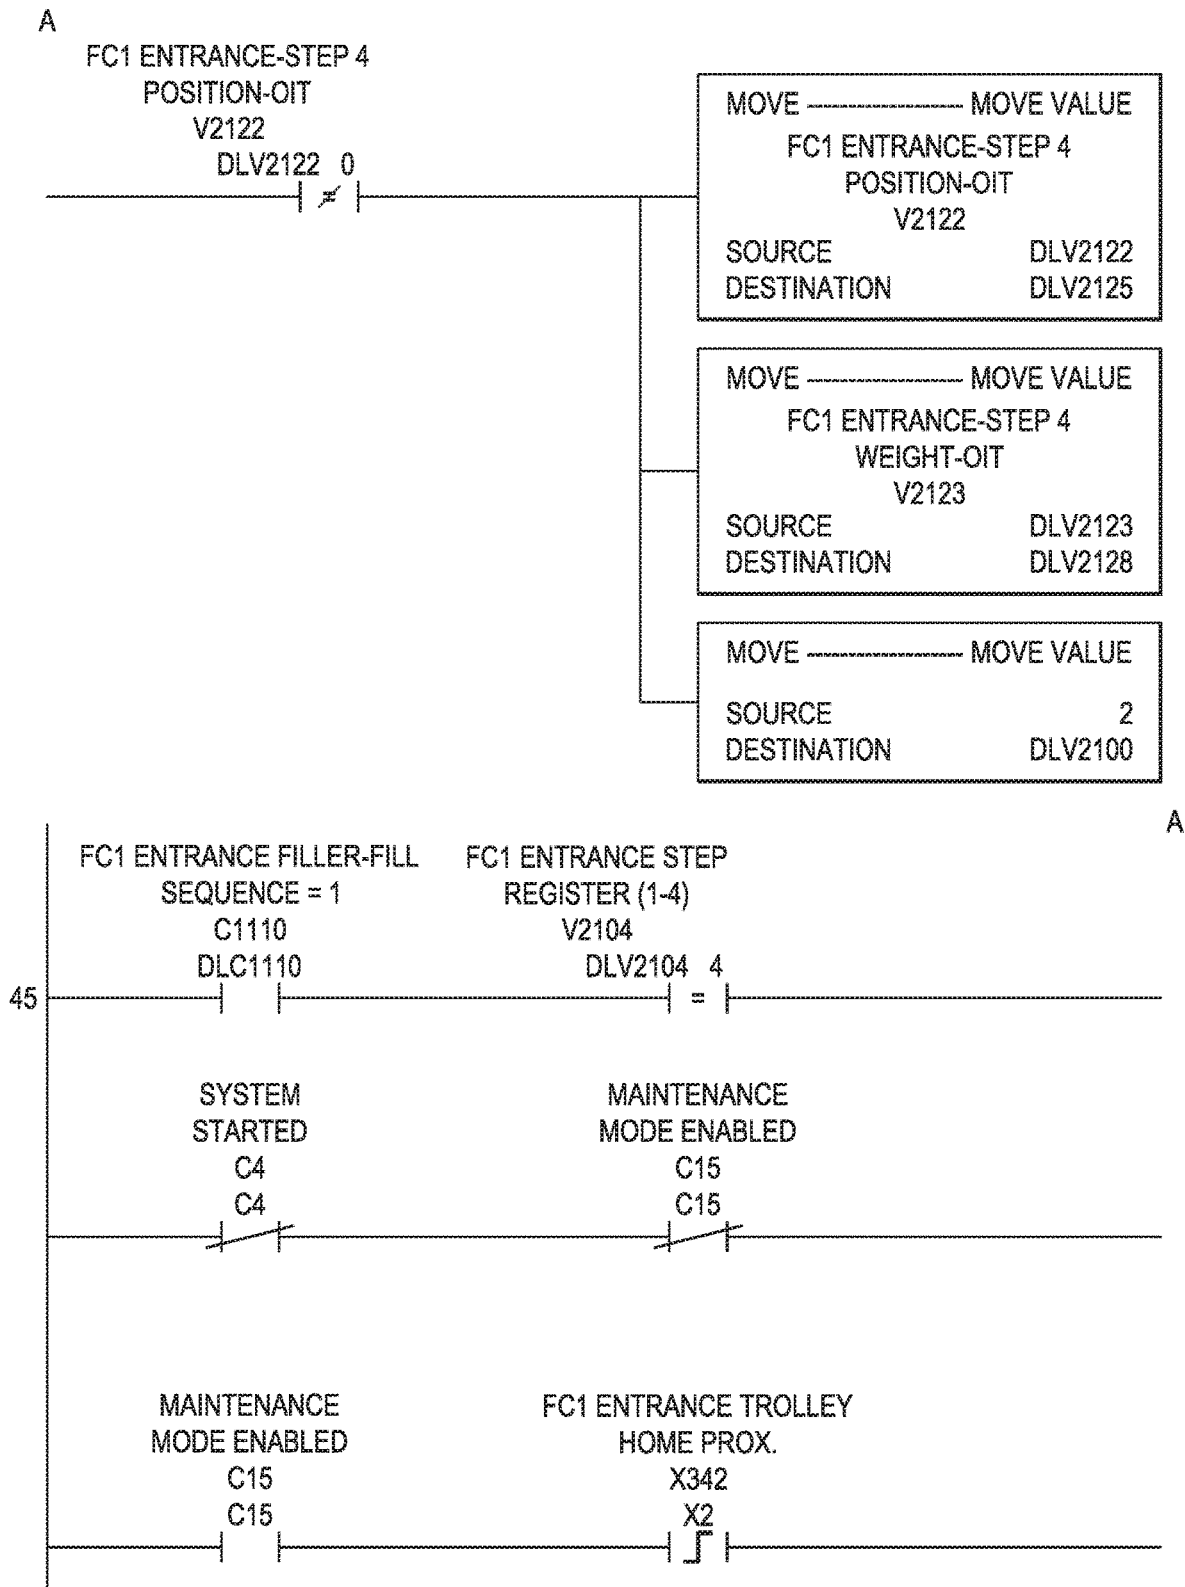 A
FC1 ENTRANCE-STEP 4
POSITION-OIT
V2122
DLV2122 0
≠
MOVE MOVE VALUE
FC1 ENTRANCE-STEP 4
POSITION-OIT
V2122
SOURCE DLV2122
DESTINATION DLV2125
MOVE MOVE VALUE
FC1 ENTRANCE-STEP 4
WEIGHT-OIT
V2123
SOURCE DLV2123
DESTINATION DLV2128
MOVE MOVE VALUE
SOURCE 2
DESTINATION DLV2100
A
FC1 ENTRANCE FILLER-FILL
SEQUENCE = 1
C1110
DLC1110
FC1 ENTRANCE STEP
REGISTER (1-4)
V2104
DLV2104 4
45
=
SYSTEM
STARTED
C4
C4
MAINTENANCE
MODE ENABLED
C15
C15
MAINTENANCE
MODE ENABLED
C15
C15
FC1 ENTRANCE TROLLEY
HOME PROX.
X342
X2